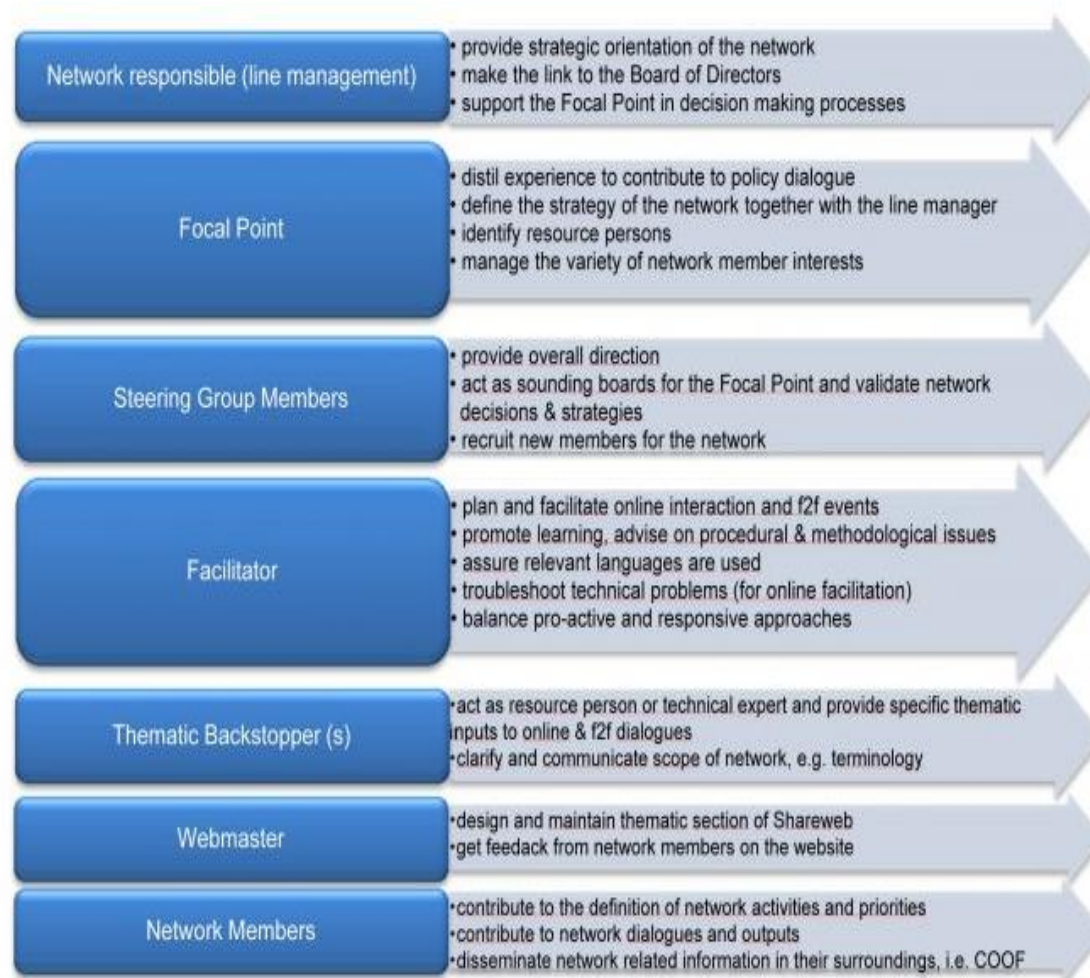 Network responsible (line management)
• provide strategic orientation of the network
• make the link to the Board of Directors
• support the Focal Point in decision making processes
Focal Point
• distil experience to contribute to policy dialogue
• define the strategy of the network together with the line manager
• identify resource persons
• manage the variety of network member interests
Steering Group Members
• provide overall direction
• act as sounding boards for the Focal Point and validate network
decisions & strategies
• recruit new members for the network
Facilitator
• plan and facilitate online interaction and f2f events
• promote learning, advise on procedural & methodological issues
• assure relevant languages are used
• troubleshoot technical problems (for online facilitation)
• balance pro-active and responsive approaches
Thematic Backstopper (s)
•act as resource person or technical expert and provide specific thematic
inputs to online & f2f dialogues
•clarify and communicate scope of network, e.g. terminology
Webmaster
•design and maintain thematic section of Shareweb
•get feedack from network members on the website
Network Members
•contribute to the definition of network activities and priorities
•contribute to network dialogues and outputs
•disseminate network related information in their surroundings, i.e. COOF